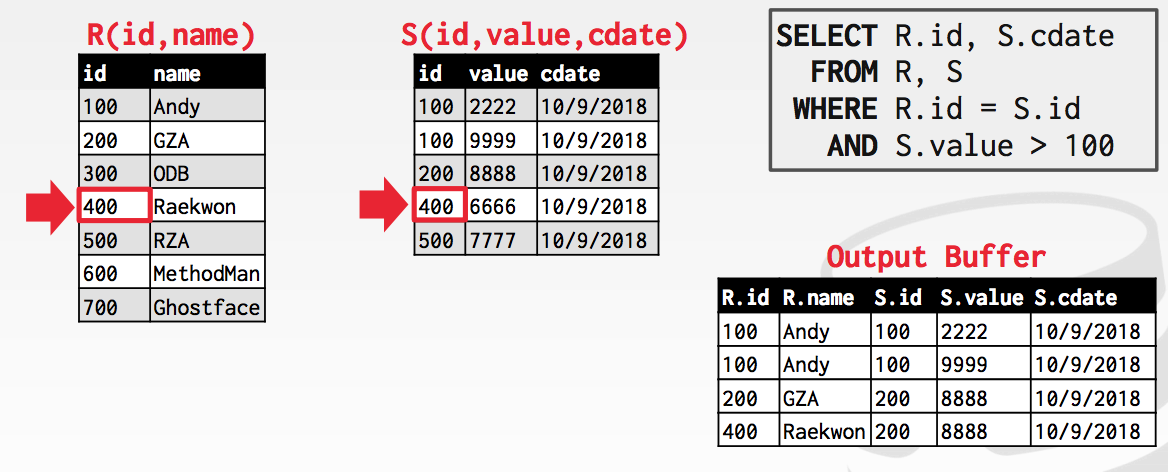 R(id,name)
id name
100 Andy
200 GZA
300 ODB
400 Raekwon
500 RZA
600 MethodMan
700 Ghostface
S(id,value,cdate)
id value cdate
100 2222 10/9/2018
100 9999 10/9/2018
200 8888 10/9/2018
400 6666 10/9/2018
500 7777 10/9/2018
SELECT R.id, S.cdate
FROM R, S
WHERE R.id = S.id
AND S.value > 100
Output Buffer
R.id R.name S.id S.value S.cdate
100 Andy 100 2222 10/9/2018
100 Andy 100 9999 10/9/2018
200 GZA 200 8888 10/9/2018
400 Raekwon 200 8888 10/9/2018